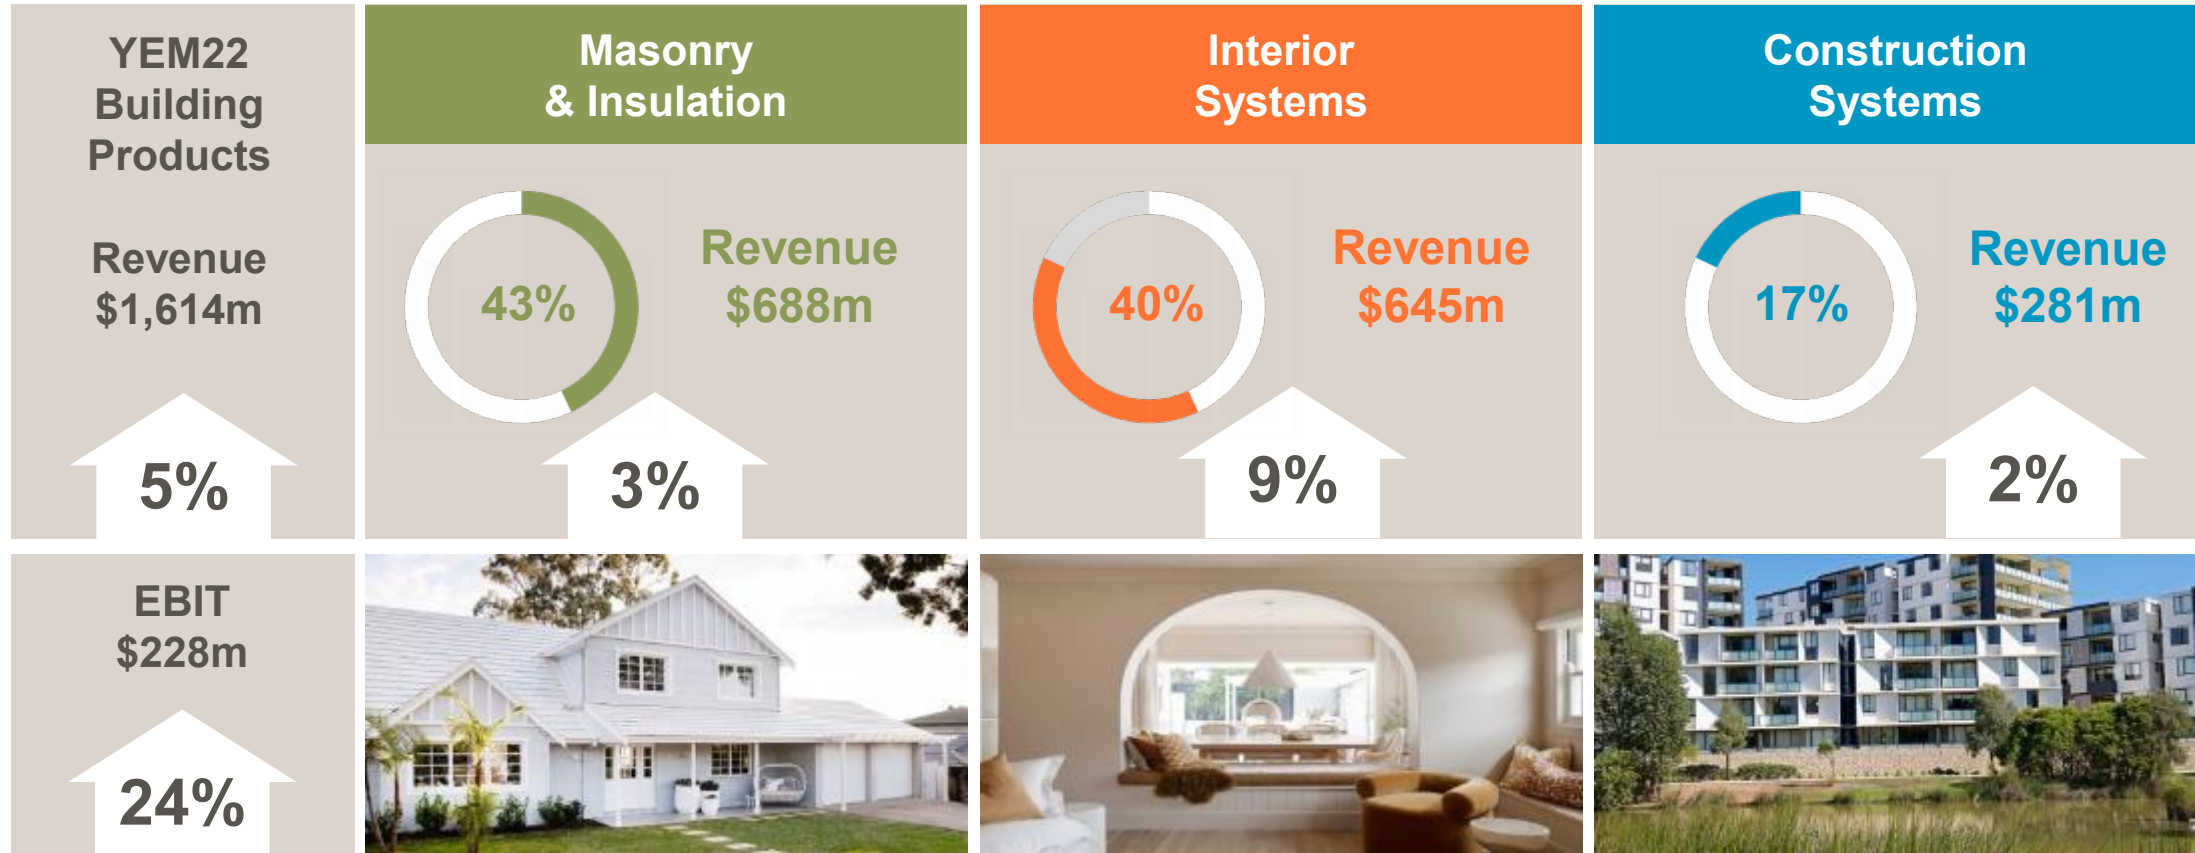 YEM22
Building
Products
Revenue
$1,614m
5%
Masonry
& Insulation
43%
Revenue
$688m
3%
Interior
Systems
40%
Revenue
$645m
9%
Construction
Systems
17%
Revenue
$281m
2%
EBIT
$228m
24%